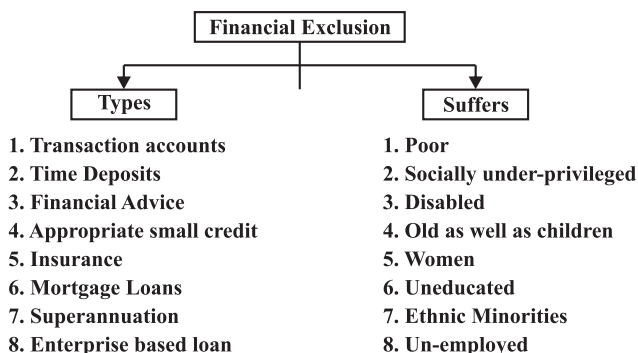 Financial Exclusion
Types
1. Transaction accounts
2. Time Deposits
3. Financial Advice
4. Appropriate small credit
5. Insurance
6. Mortgage Loans
7. Superannuation
8. Enterprise based loan
Suffers
1. Poor
2. Socially under-privileged
3. Disabled
4. Old as well as children
5. Women
6. Uneducated
7. Ethnic Minorities
8. Un-employed